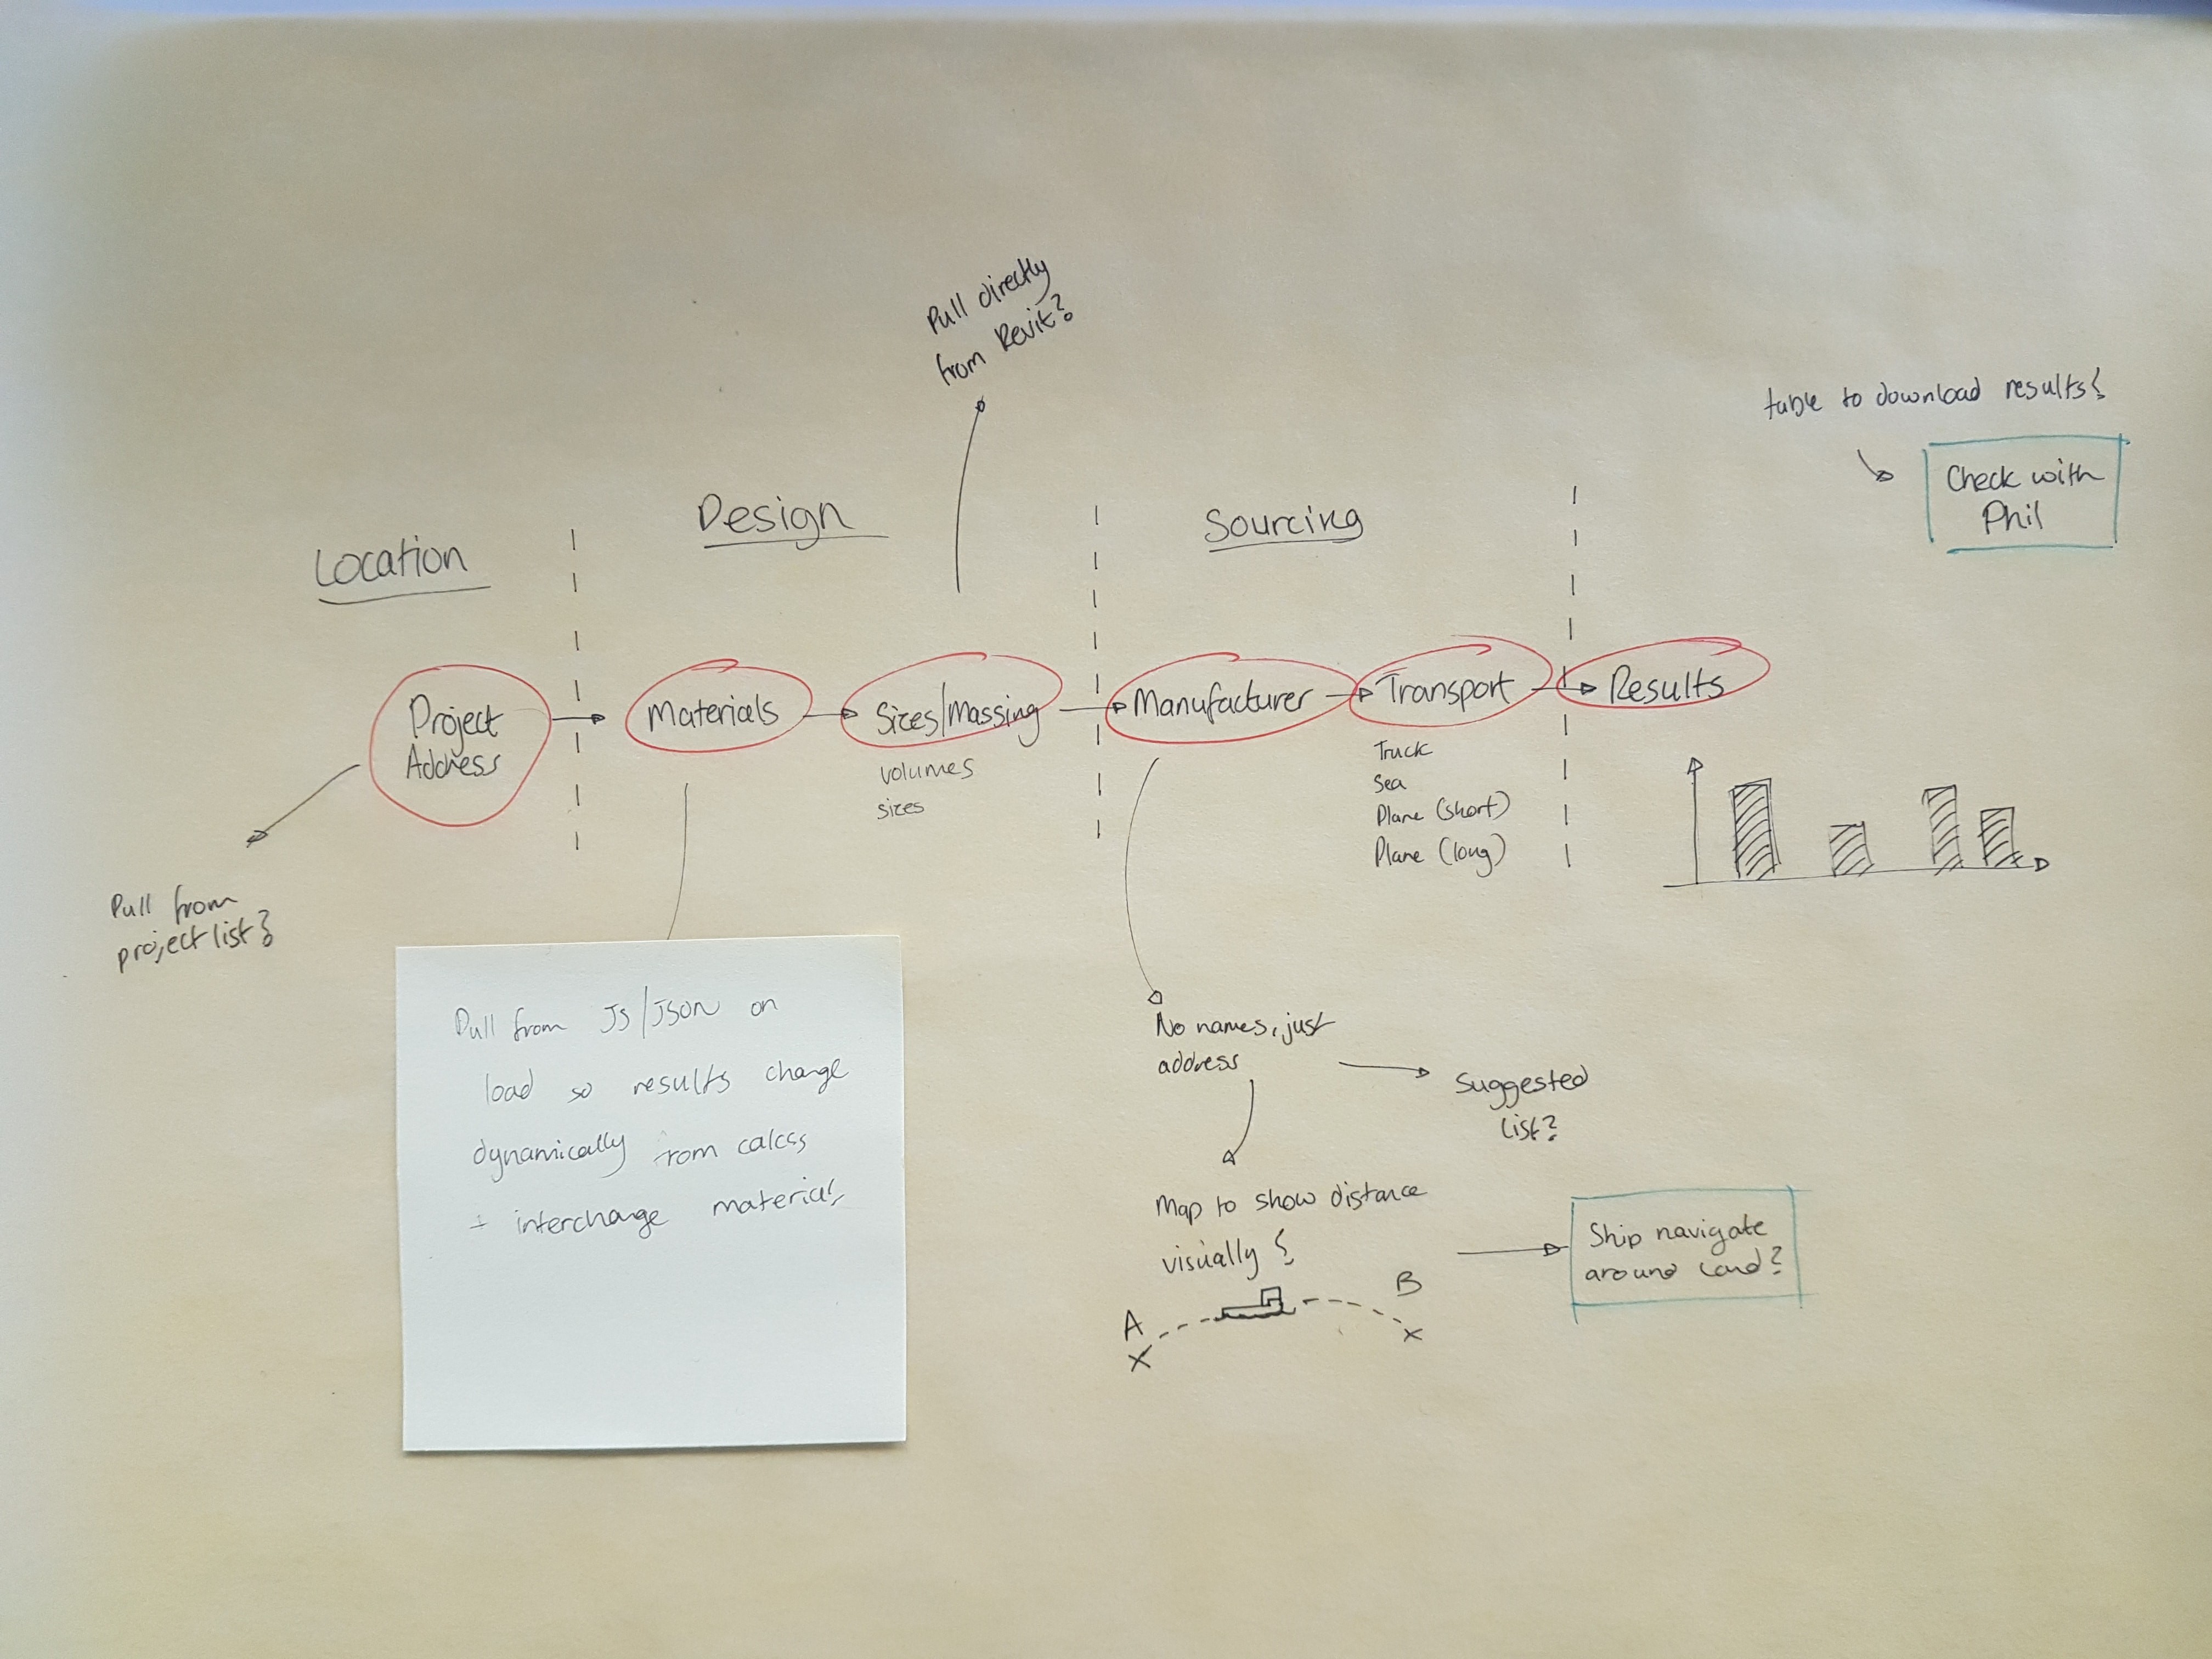 Pull directly
from Revit?
table to download results?
Check with
Phil
Location
Design
Sourcing
Project
Address
Materials
Sizes/Massing
volumes
sizes
Manufacturer
Transport
Truck
Sea
Plane (short)
Plane (long)
Results
Pull from
project list?
Pull from JS/JSON on
load so results change
dynamically from calcss
+ interchange materials
No names, just
address
Suggested
list?
Map to show distance
visually?
A
B
Ship navigate
around land?